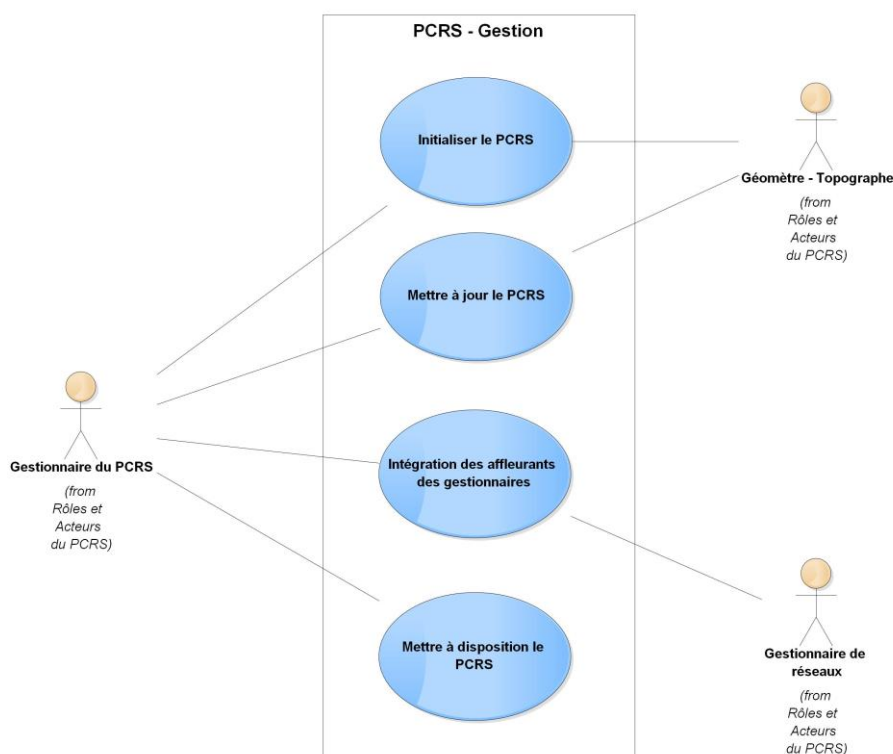 PCRS - Gestion
Initialiser le PCRS
Géomètre - Topographe
(from
Rôles et
Acteurs
du PCRS)
Mettre à jour le PCRS
Gestionnaire du PCRS
(from
Rôles et
Acteurs
du PCRS)
Intégration des affleurants
des gestionnaires
Mettre à disposition le
PCRS
Gestionnaire de
réseaux
(from
Rôles et
Acteurs
du PCRS)